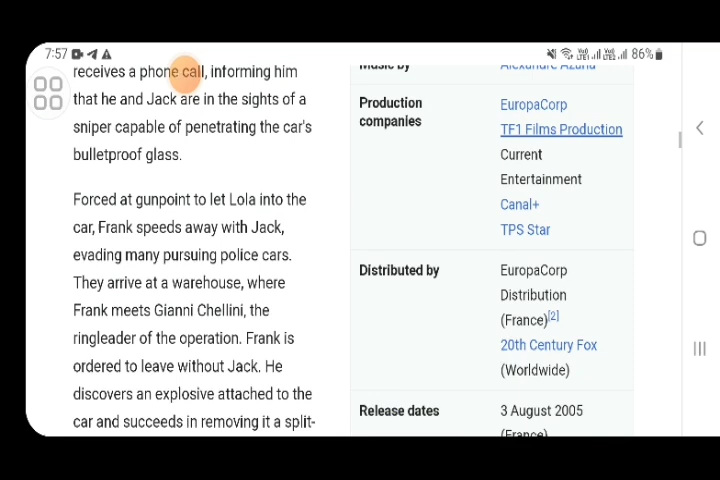 7:57
86%
receives a phone call, informing him
that he and Jack are in the sights of a
sniper capable of penetrating the car's
bulletproof glass.
Forced at gunpoint to let Lola into the
car, Frank speeds away with Jack,
evading many pursuing police cars.
They arrive at a warehouse, where
Frank meets Gianni Chellini, the
ringleader of the operation. Frank is
ordered to leave without Jack. He
discovers an explosive attached to the
car and succeeds in removing it a split-
Music by
Alexandre Azaria
Production
companies
EuropaCorp
TF1 Films Production
Current
Entertainment
Canal+
TPS Star
Distributed by
EuropaCorp
Distribution
(France)[2]
20th Century Fox
(Worldwide)
Release dates
3 August 2005
(France)